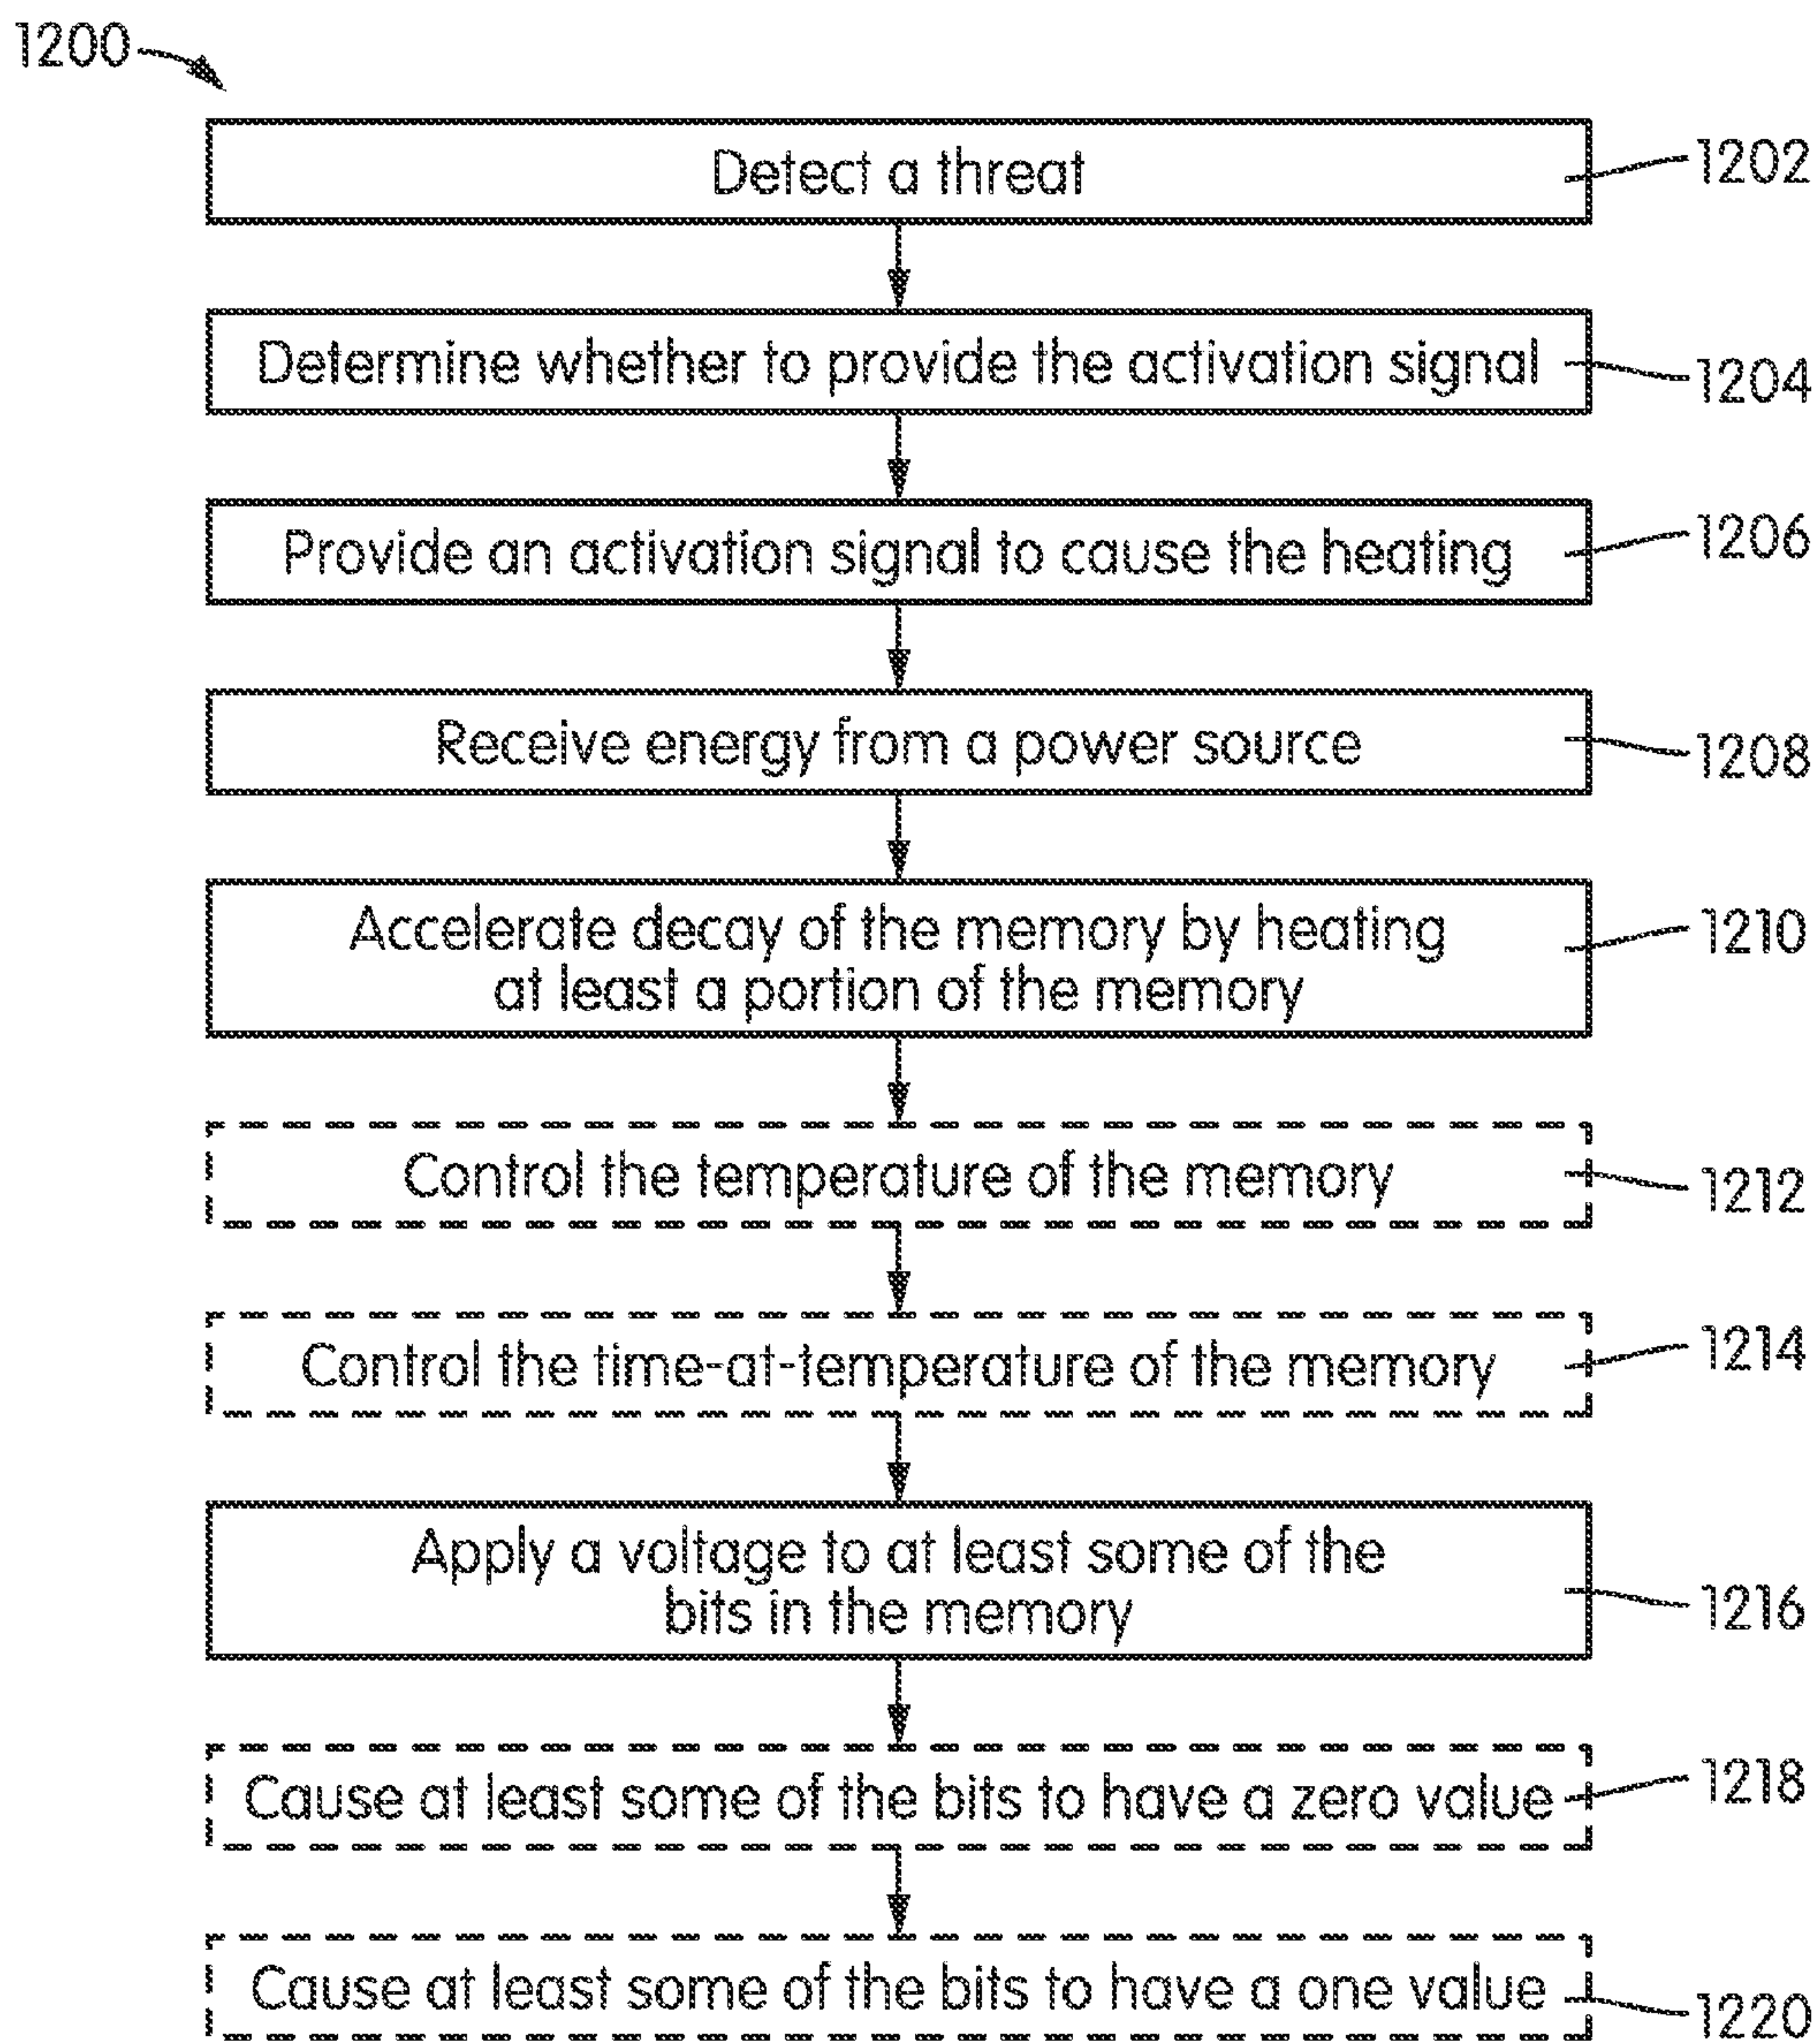 1200
Detect a threat
1202
Determine whether to provide the activation signal
1204
Provide an activation signal to cause the heating
1206
Receive energy from a power source
1208
Accelerate decay of the memory by heating
at least a portion of the memory
1210
Control the temperature of the memory
1212
Control the time-at-temperature of the memory
1214
Apply a voltage to at least some of the
bits in the memory
1216
Cause at least some of the bits to have a zero value
1218
Cause at least some of the bits to have a one value
1220